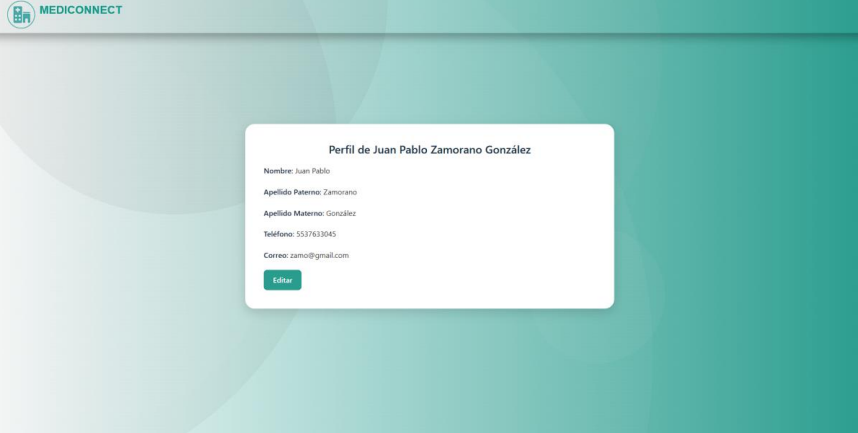 MEDICONNECT
Perfil de Juan Pablo Zamorano González
Nombre: Juan Pablo
Apellido Paterno: Zamorano
Apellido Materno: González
Teléfono: 5537633045
Correo: zamo@gmail.com
Editar